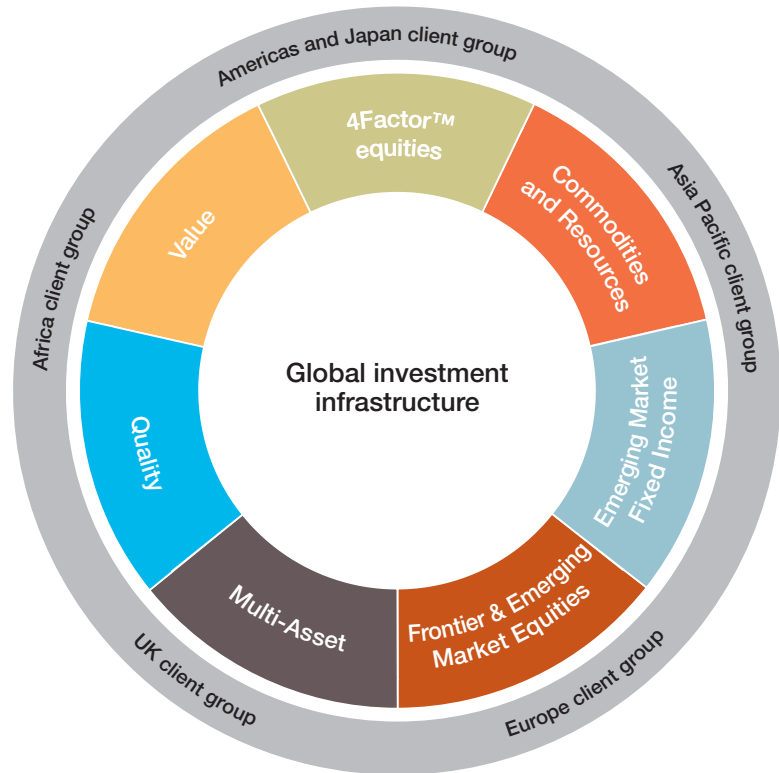 Americas and Japan client group
Asia Pacific client group
Europe client group
UK client group
Africa client group
4Factor™
equities
Commodities
and Resources
Emerging Market
Fixed Income
Frontier & Emerging
Market Equities
Multi-Asset
Quality
Value
Global investment
infrastructure